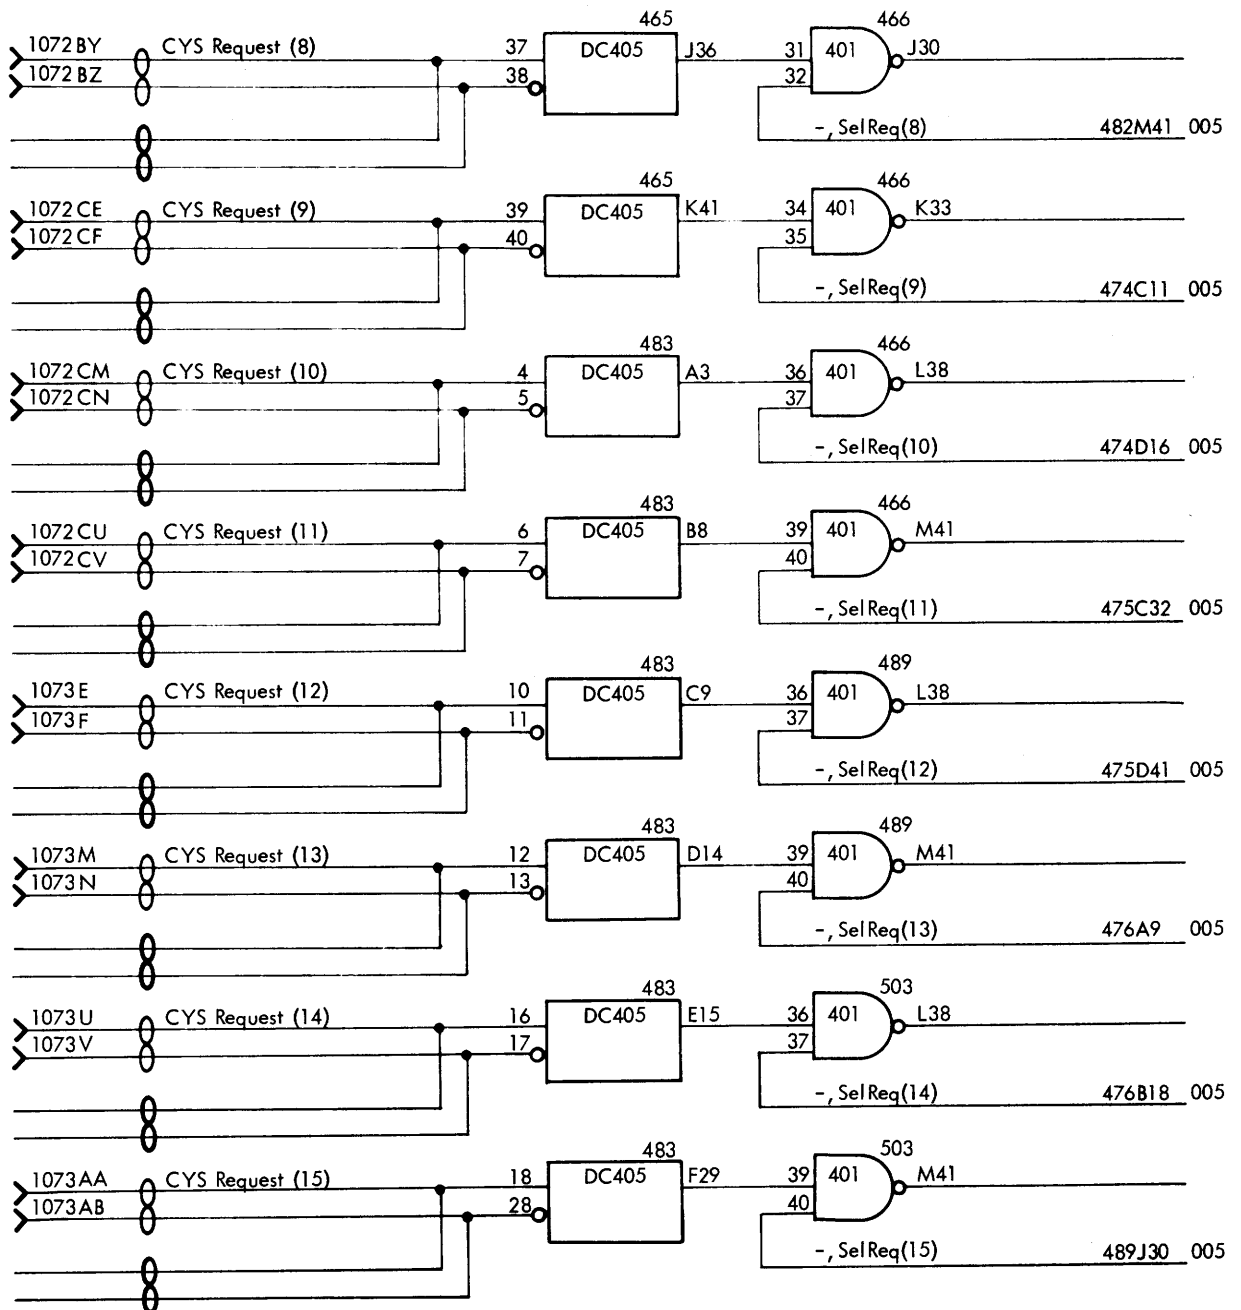 465 466
1072BY CYS Request (8) 37 DC405 J36 31 401 J30
1072BZ 38 32
-, SelReq(8) 482M41 005
465 466
1072CE CYS Request (9) 39 DC405 K41 34 401 K33
1072CF 40 35
-, SelReq(9) 474C11 005
483 466
1072CM CYS Request (10) 4 DC405 A3 36 401 L38
1072CN 5 37
-, SelReq(10) 474D16 005
483 466
1072CU CYS Request (11) 6 DC405 B8 39 401 M41
1072CV 7 40
-, SelReq(11) 475C32 005
483 489
1073E CYS Request (12) 10 DC405 C9 36 401 L38
1073F 11 37
-, SelReq(12) 475D41 005
483 489
1073M CYS Request (13) 12 DC405 D14 39 401 M41
1073N 13 40
-, SelReq(13) 476A9 005
483 503
1073U CYS Request (14) 16 DC405 E15 36 401 L38
1073V 17 37
-, SelReq(14) 476B18 005
483 503
1073AA CYS Request (15) 18 DC405 F29 39 401 M41
1073AB 28 40
-, SelReq(15) 489J30 005